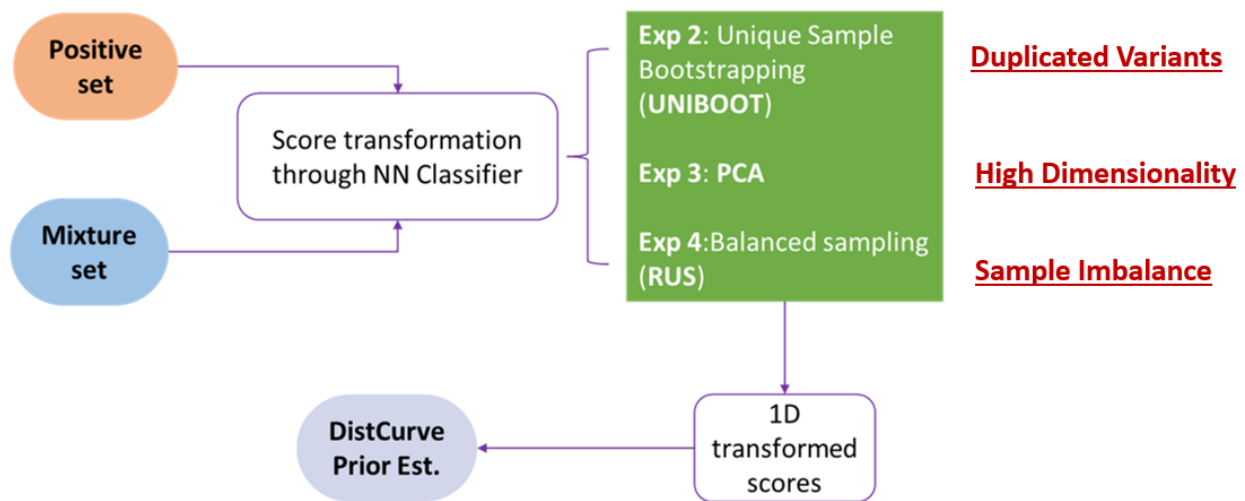 Positive
set
Mixture
set
Score transformation
through NN Classifier
Exp 2: Unique Sample
Bootstrapping
(UNIBOOT)
Exp 3: PCA
Exp 4:Balanced sampling
(RUS)
Duplicated Variants
High Dimensionality
Sample Imbalance
1D
transformed
scores
DistCurve
Prior Est.